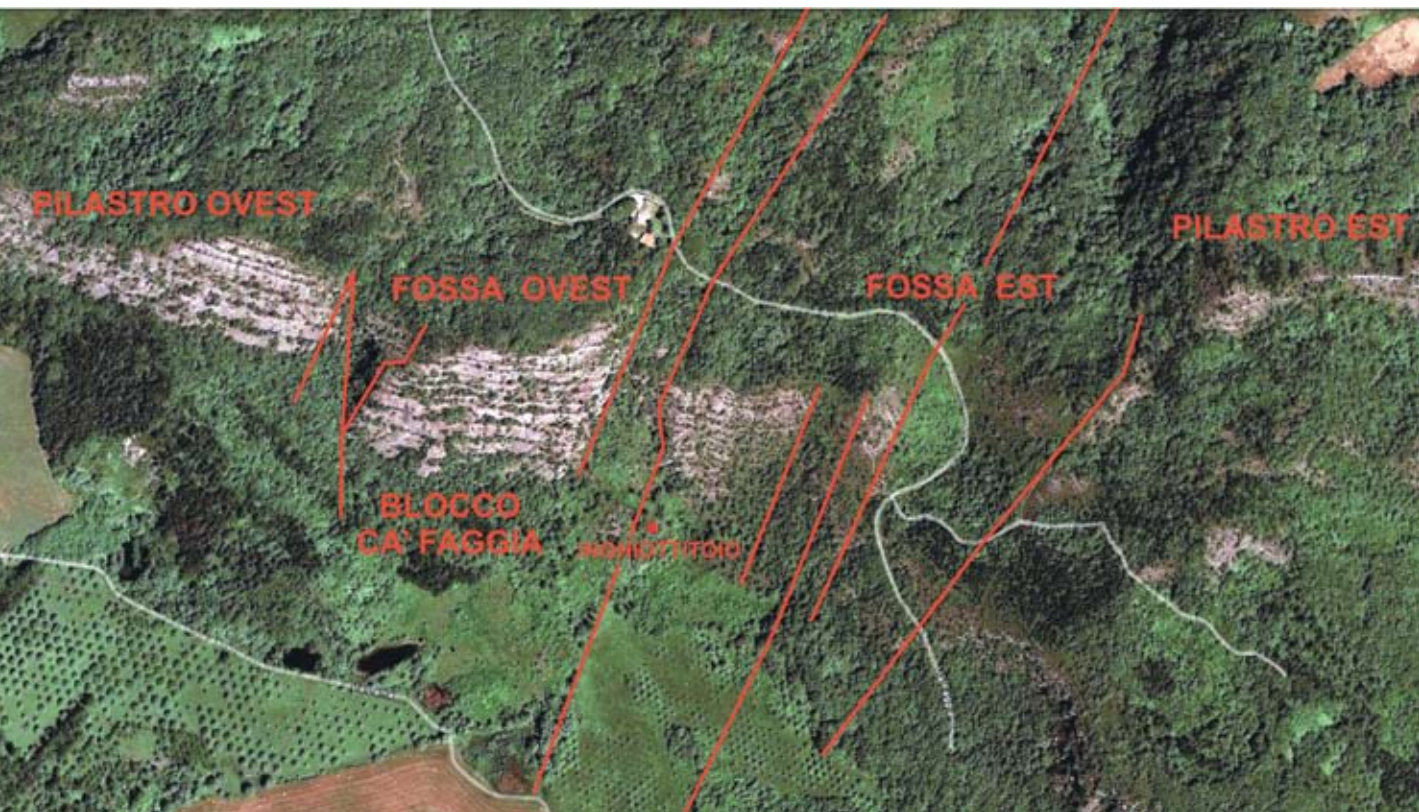 PILASTRO OVEST
PILASTRO EST
FOSSA OVEST
FOSSA EST
BLOCCO
CA' FAGGIA
INGHIOTTITOIO